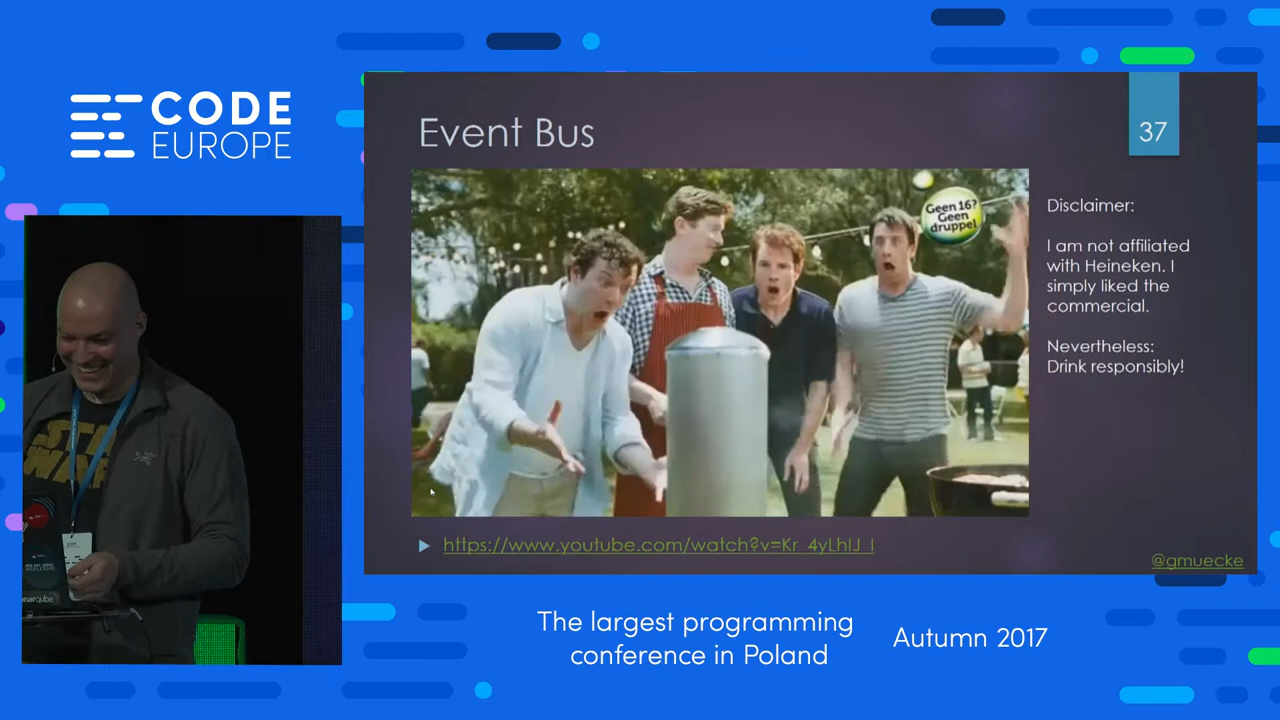 CODE
EUROPE
Event Bus
37
Geen 16?
Geen
druppel
Disclaimer:
I am not affiliated
with Heineken. I
simply liked the
commercial.
Nevertheless:
Drink responsibly!
https://www.youtube.com/watch?v=Kr_4yLhIJ_I
@gmuecke
The largest programming
conference in Poland
Autumn 2017